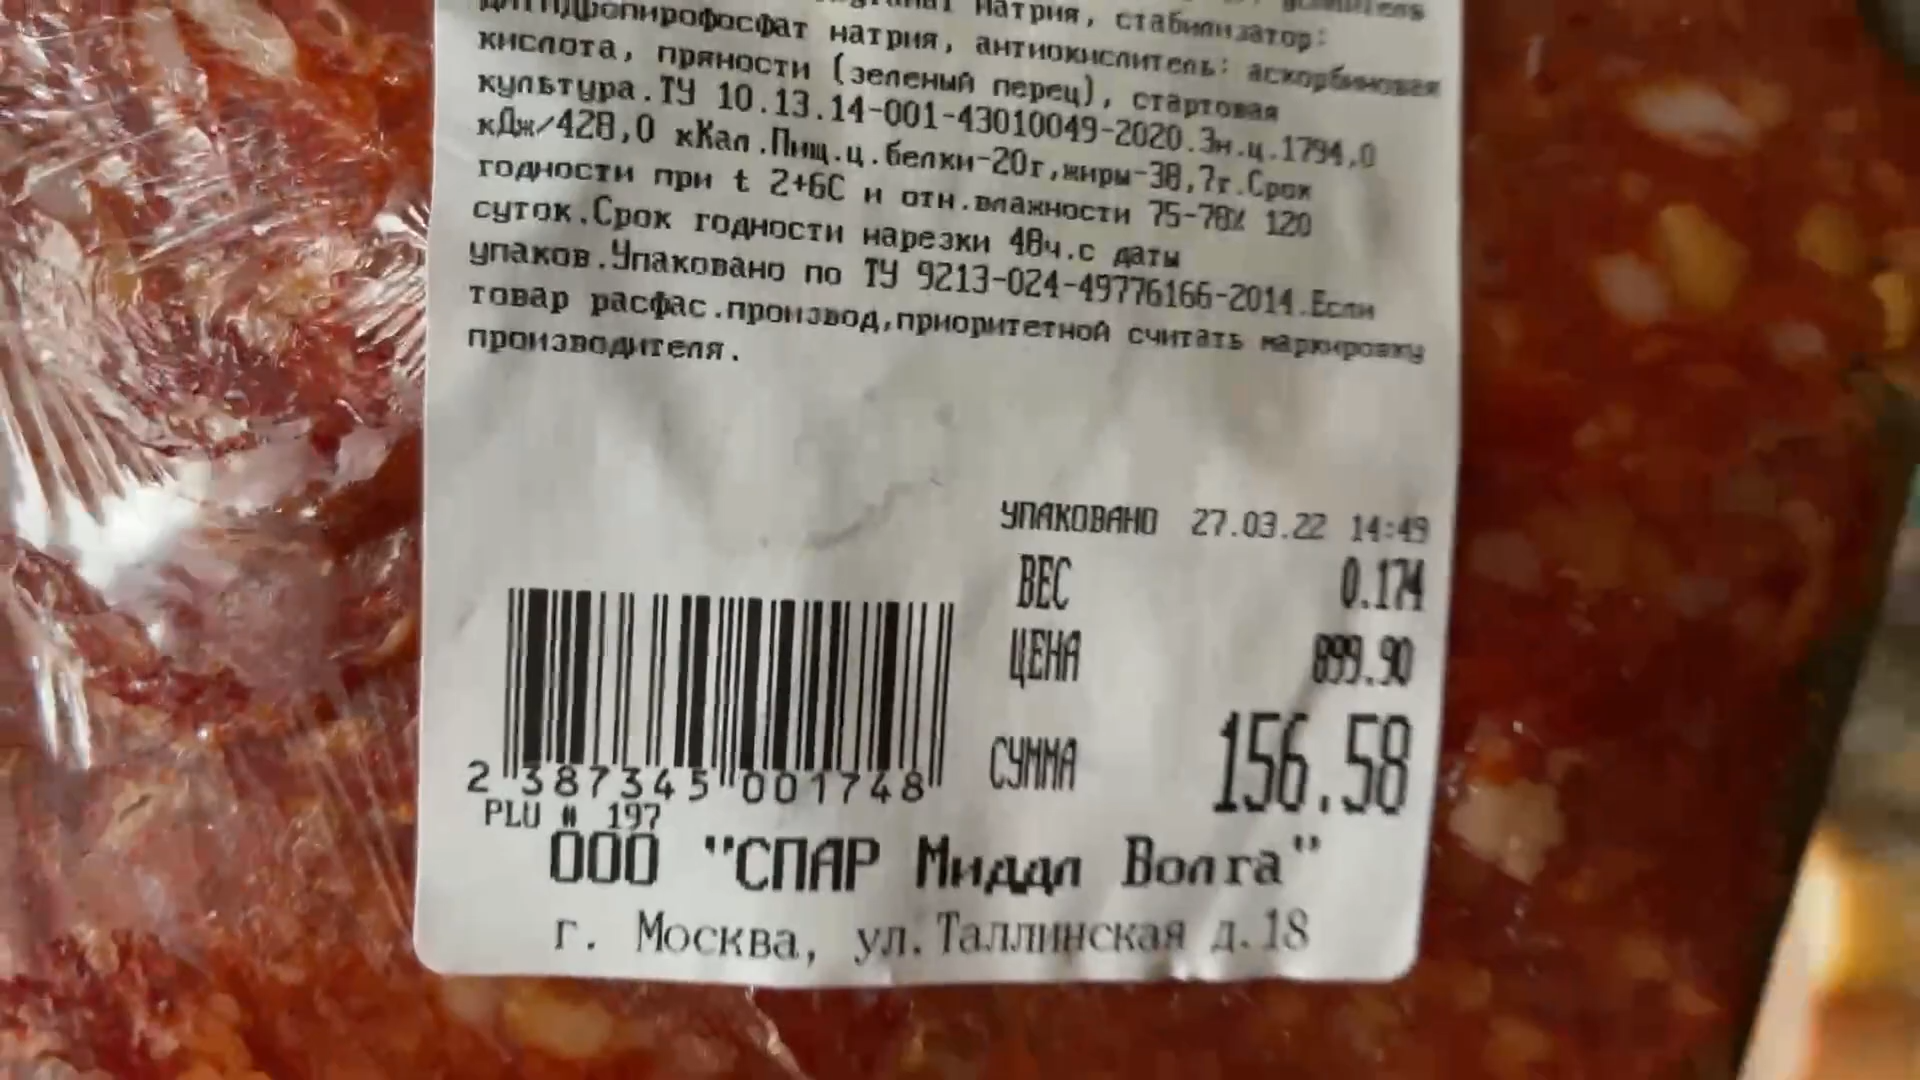 натрия, стабилизатор:
дигидропирофосфат натрия, антиокислитель: аскорбиновая
кислота, пряности (зеленый перец), стартовая
культура.ТУ 10.13.14-001-43010049-2020.Эн.ц.1794,0
кДж/428,0 кКал.Пищ.ц.белки-20г,жиры-38,7г.Срок
годности при t 2+6С и отн.влажности 75-78% 120
суток.Срок годности нарезки 48ч.с даты
упаков.Упаковано по ТУ 9213-024-49776166-2014.Если
товар расфас.производ,приоритетной считать маркировку
производителя.
УПАКОВАНО 27.03.22 14:49
ВЕС 0.174
ЦЕНА 899.90
СУММА 156.58
2 387345 001748
PLU # 197
ООО "СПАР Миддл Волга"
г. Москва, ул.Таллинская д.18